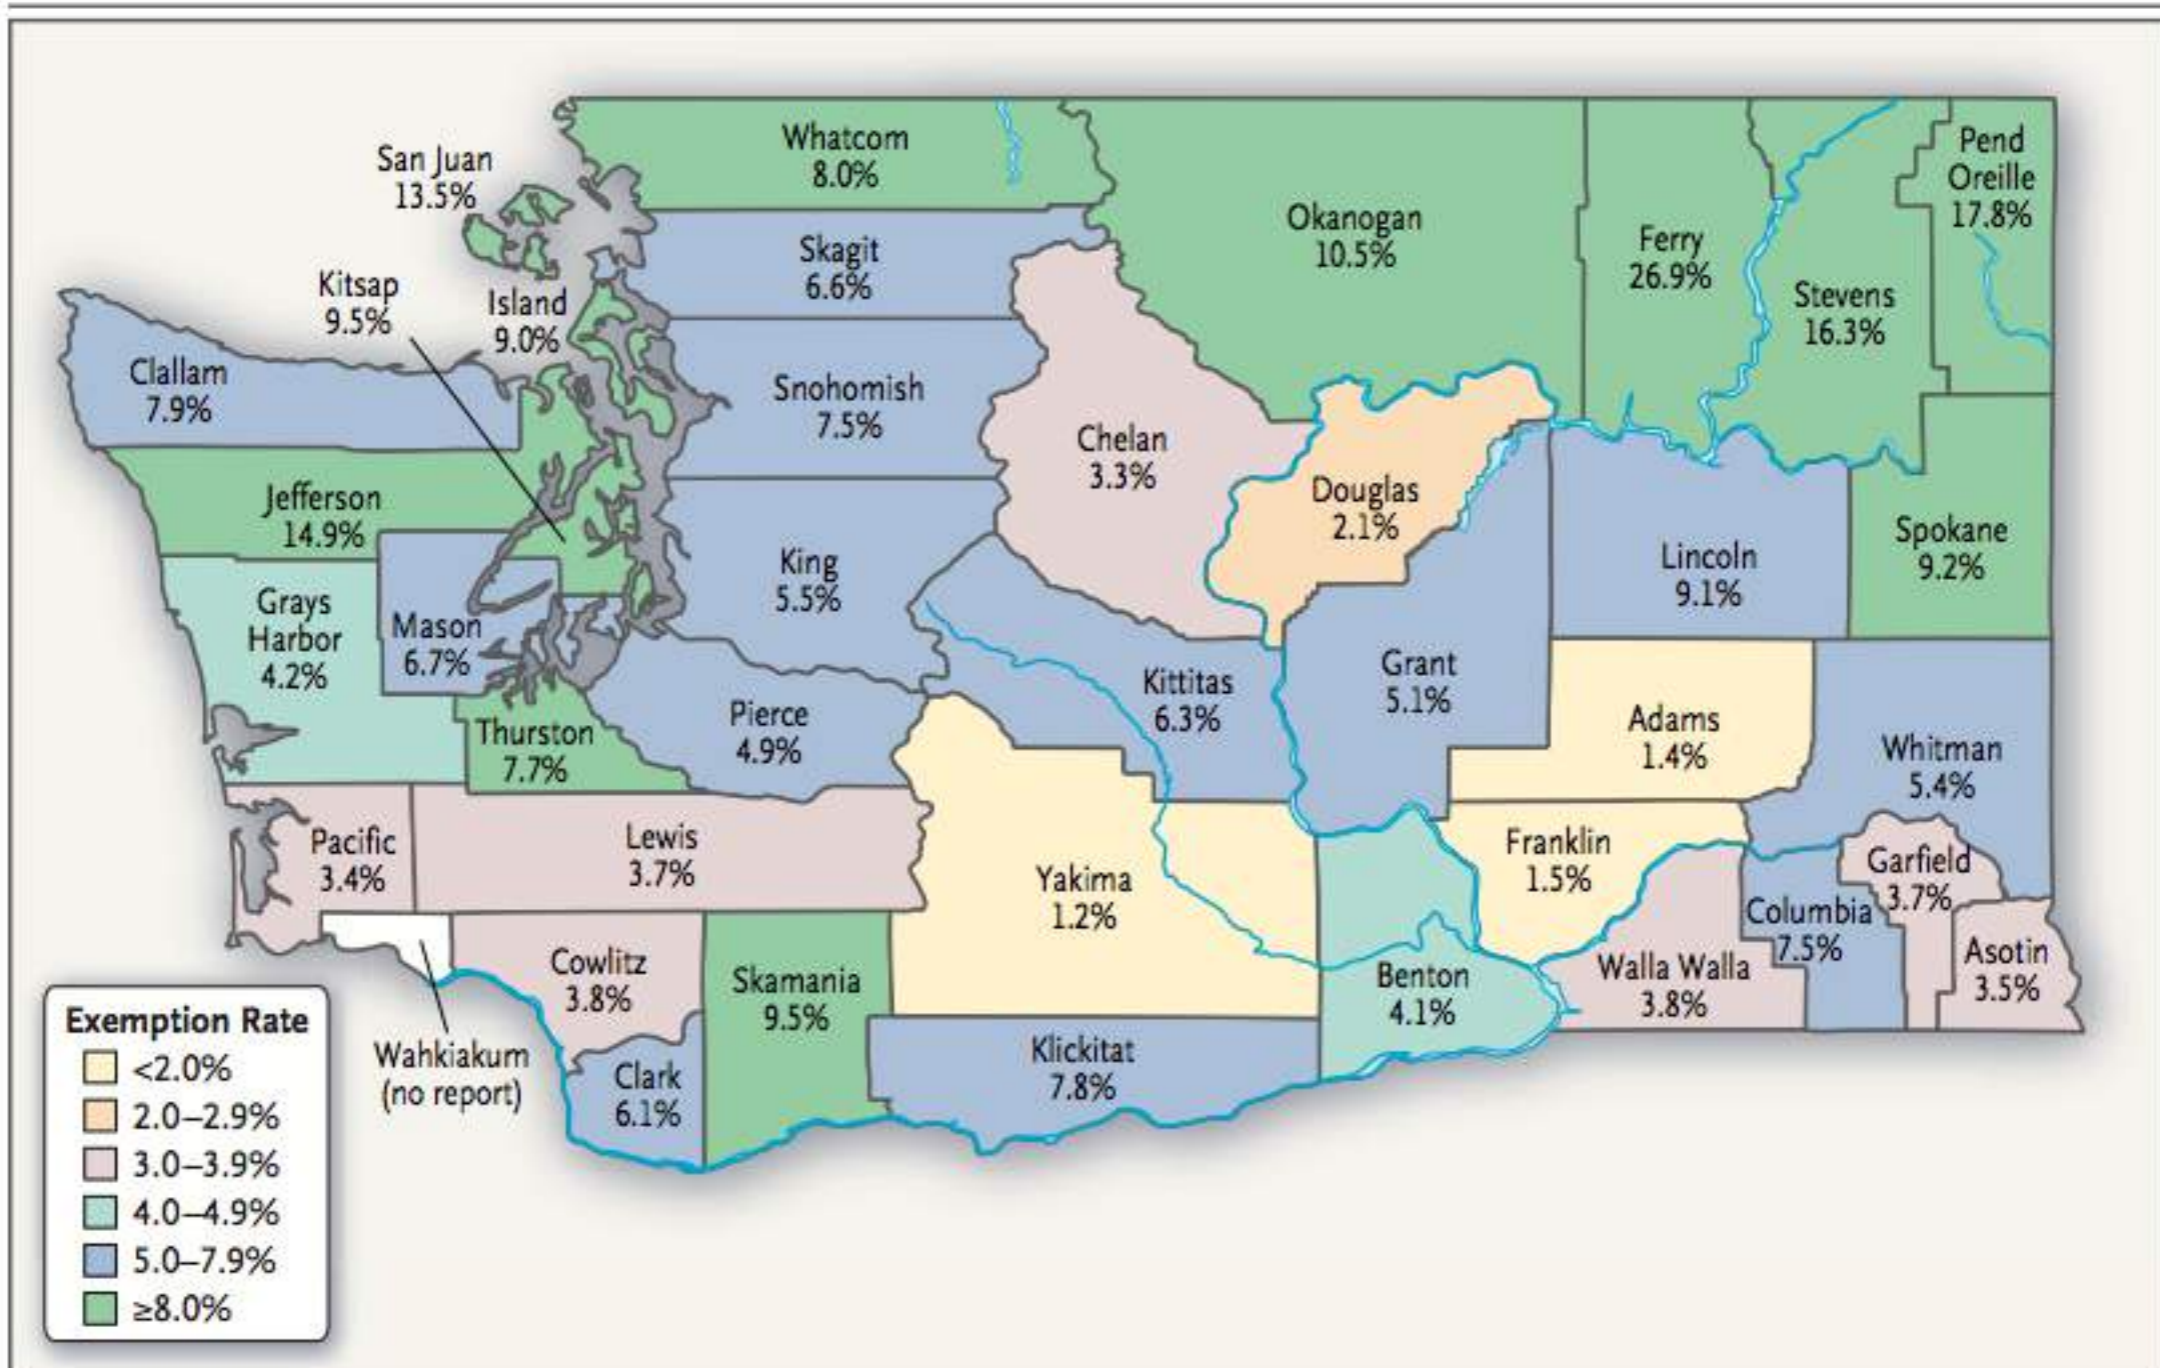 Whatcom
8.0%
San Juan
13.5%
Pend
Oreille
17.8%
Okanogan
10.5%
Ferry
26.9%
Skagit
6.6%
Kitsap
9.5%
Island
9.0%
Stevens
16.3%
Clallam
7.9%
Snohomish
7.5%
Chelan
3.3%
Douglas
2.1%
Jefferson
14.9%
King
5.5%
Lincoln
9.1%
Spokane
9.2%
Grays
Harbor
4.2%
Mason
6.7%
Kittitas
6.3%
Grant
5.1%
Pierce
4.9%
Adams
1.4%
Thurston
7.7%
Whitman
5.4%
Pacific
3.4%
Lewis
3.7%
Yakima
1.2%
Franklin
1.5%
Garfield
3.7%
Columbia
7.5%
Cowlitz
3.8%
Skamania
9.5%
Benton
4.1%
Walla Walla
3.8%
Asotin
3.5%
Wahkiakum
(no report)
Clark
6.1%
Klickitat
7.8%
Exemption Rate
<2.0%
2.0–2.9%
3.0–3.9%
4.0–4.9%
5.0–7.9%
≥8.0%